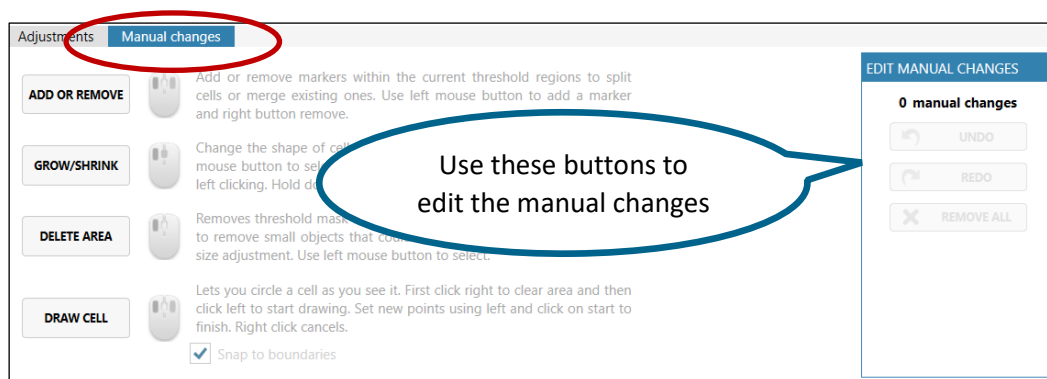 Adjustments Manual changes
ADD OR REMOVE
Add or remove markers within the current threshold regions to split
cells or merge existing ones. Use left mouse button to add a marker
and right button remove.
GROW/SHRINK
Change the shape of cell
mouse button to sel
left clicking. Hold do
DELETE AREA
Removes threshold mask
to remove small objects that coun
size adjustment. Use left mouse button to select.
DRAW CELL
Lets you circle a cell as you see it. First click right to clear area and then
click left to start drawing. Set new points using left and click on start to
finish. Right click cancels.
Snap to boundaries
Use these buttons to
edit the manual changes
EDIT MANUAL CHANGES
0 manual changes
UNDO
REDO
REMOVE ALL